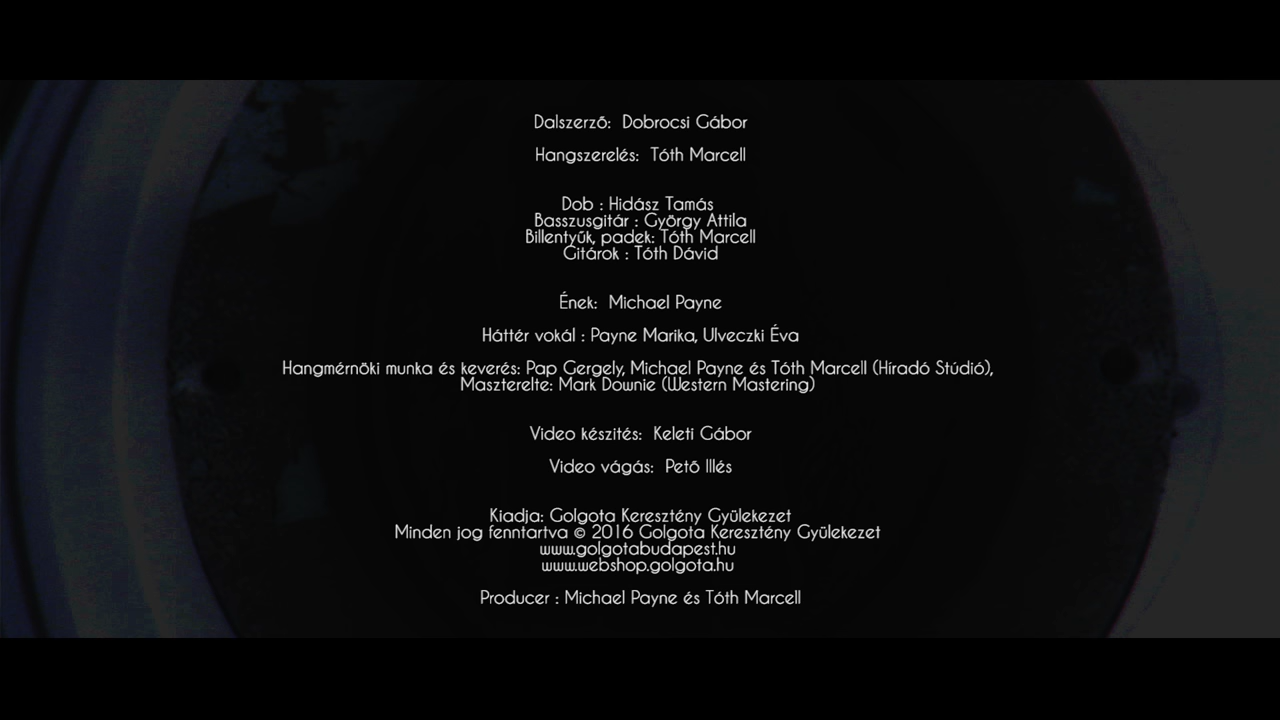 Dalszerző: Dobrocsi Gábor
Hangszerelés: Tóth Marcell
Dob : Hidász Tamás
Basszusgitár : György Attila
Billentyűk, padek: Tóth Marcell
Gitárok : Tóth Dávid
Ének: Michael Payne
Háttér vokál : Payne Marika, Ulveczki Éva
Hangmérnöki munka és keverés: Pap Gergely, Michael Payne és Tóth Marcell (Híradó Stúdió),
Maszterelte: Mark Downie (Western Mastering)
Video készités: Keleti Gábor
Video vágás: Pető Illés
Kiadja: Golgota Keresztény Gyülekezet
Minden jog fenntartva © 2016 Golgota Keresztény Gyülekezet
www.golgotabudapest.hu
www.webshop.golgota.hu
Producer : Michael Payne és Tóth Marcell